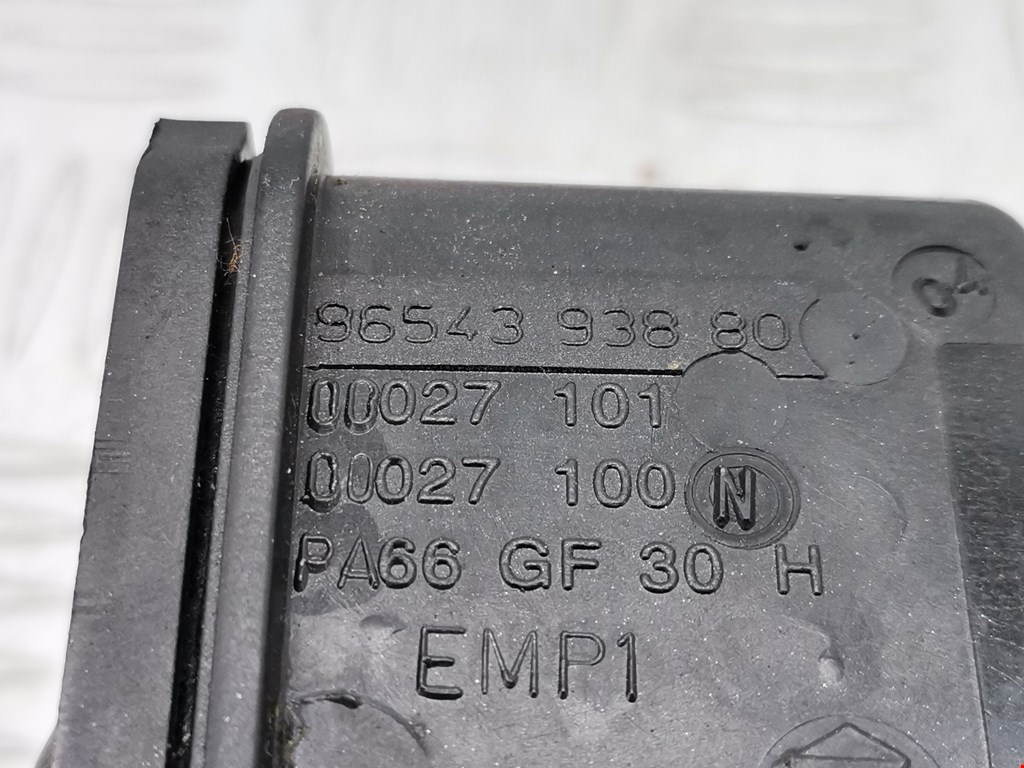 96543 938 80
00027 101
00027 100 N
PA66 GF 30 H
EMP1